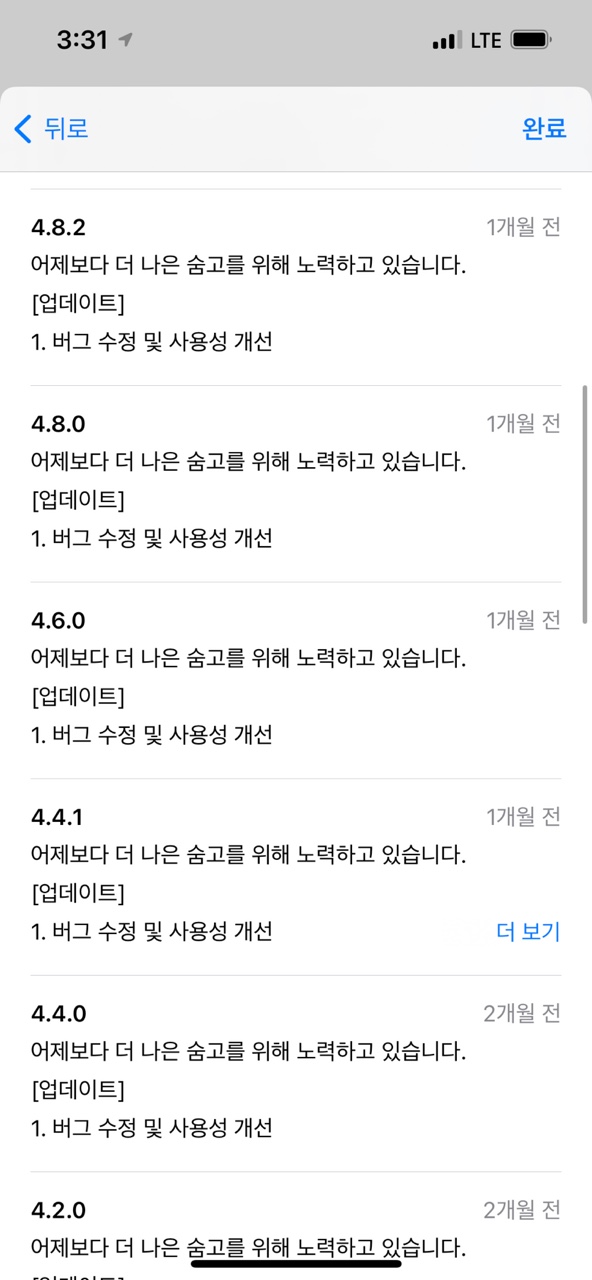 3:31 LTE
뒤로 완료
4.8.2 1개월 전
어제보다 더 나은 숨고를 위해 노력하고 있습니다.
[업데이트]
1. 버그 수정 및 사용성 개선
4.8.0 1개월 전
어제보다 더 나은 숨고를 위해 노력하고 있습니다.
[업데이트]
1. 버그 수정 및 사용성 개선
4.6.0 1개월 전
어제보다 더 나은 숨고를 위해 노력하고 있습니다.
[업데이트]
1. 버그 수정 및 사용성 개선
4.4.1 1개월 전
어제보다 더 나은 숨고를 위해 노력하고 있습니다.
[업데이트]
1. 버그 수정 및 사용성 개선 더 보기
4.4.0 2개월 전
어제보다 더 나은 숨고를 위해 노력하고 있습니다.
[업데이트]
1. 버그 수정 및 사용성 개선
4.2.0 2개월 전
어제보다 더 나은 숨고를 위해 노력하고 있습니다.